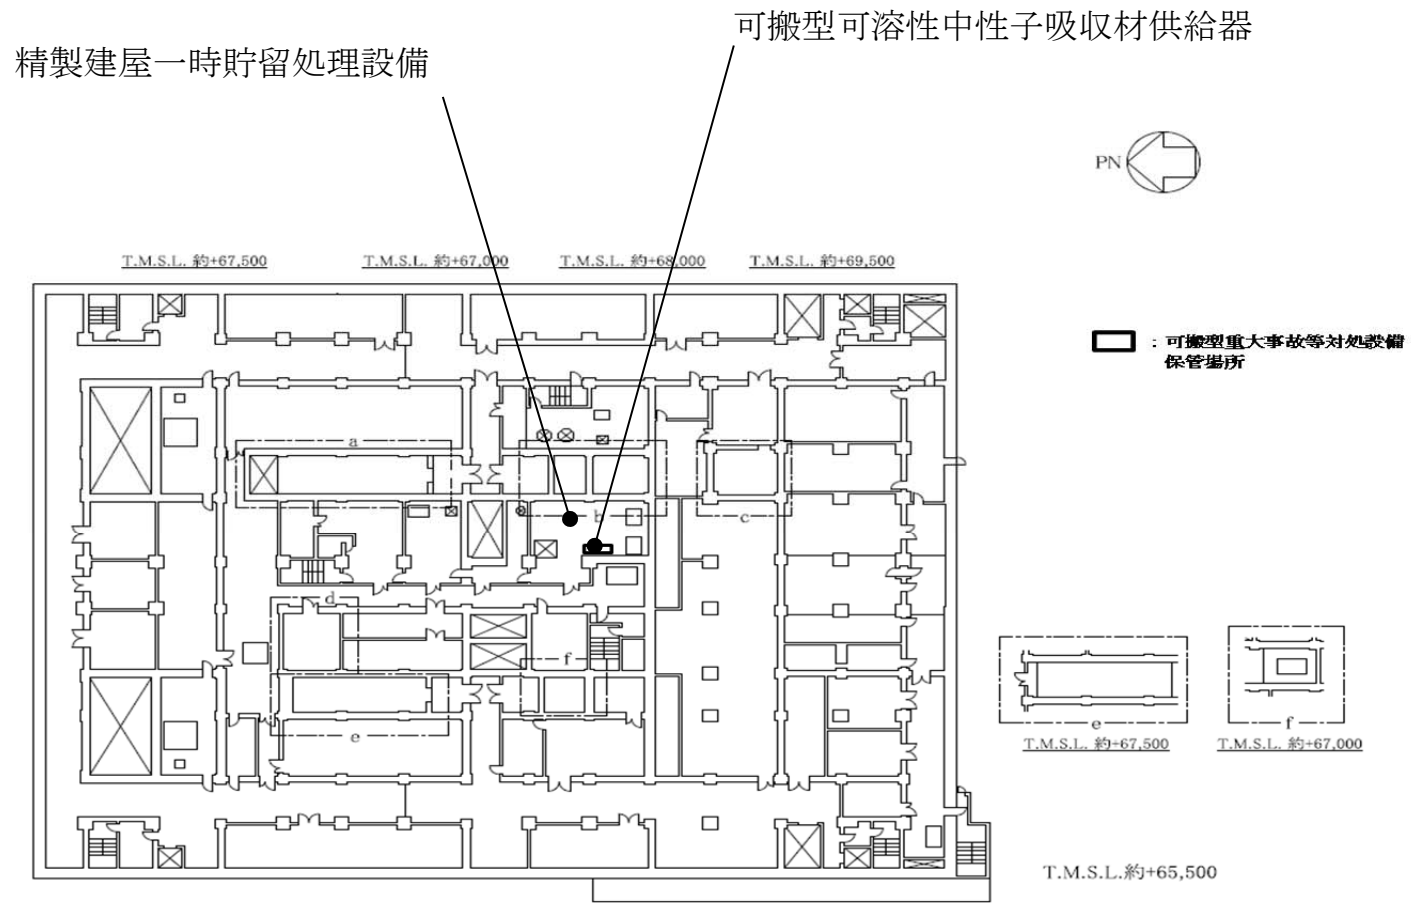 可搬型可溶性中性子吸収材供給器
精製建屋一時貯留処理設備
PN
T.M.S.L. 約+67,500
T.M.S.L. 約+67,000
T.M.S.L. 約+68,000
T.M.S.L. 約+69,500
：可搬型重大事故等対処設備
保管場所
a
b
c
d
f
e
e
f
T.M.S.L. 約+67,500
T.M.S.L. 約+67,000
T.M.S.L.約+65,500